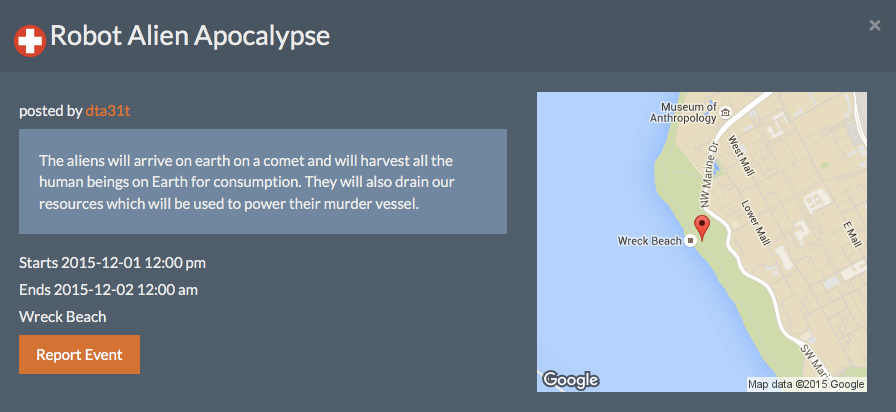 Robot Alien Apocalypse
×
posted by dta31t
The aliens will arrive on earth on a comet and will harvest all the
human beings on Earth for consumption. They will also drain our
resources which will be used to power their murder vessel.
Starts 2015-12-01 12:00 pm
Ends 2015-12-02 12:00 am
Wreck Beach
Report Event
Museum of
Anthropology
NW Marine Dr
West Mall
Lower Mall
E Mall
Wreck Beach
SW Marin
Google
Map data ©2015 Google